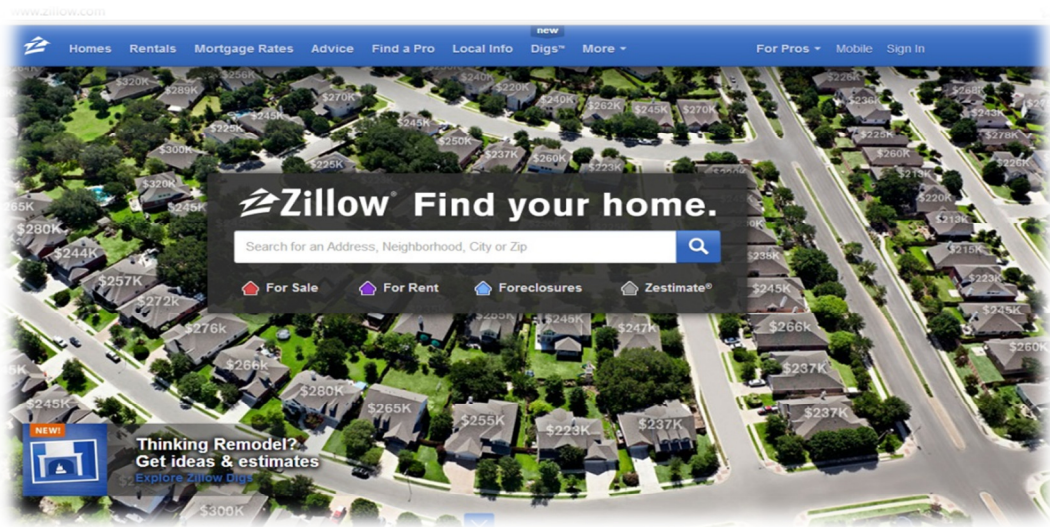 www.zillow.com
new
Homes Rentals Mortgage Rates Advice Find a Pro Local Info Digs™ More For Pros Mobile Sign In
$320K
$289K
$256K
$270K
$240K
$220K
$240K
$262K
$245K
$270K
$226K
$236K
$268K
$243K
$278K
$245K
$225K
$245K
$250K
$237K
$260K
$223K
$225K
$260K
$226K
$300K
$225K
$213K
$220K
$320K
$213K
$280K
$244K
$215K
Zillow® Find your home.
Search for an Address, Neighborhood, City or Zip
For Sale For Rent Foreclosures Zestimate®
$238K
$257K
$272k
$245K
$223K
$245K
$276k
$245K
$247K
$266k
$260K
$266k
$237K
$280K
$245K
$265K
$255K
$223K
$237K
$237K
NEW!
Thinking Remodel?
Get ideas & estimates
Explore Zillow Digs
$300K